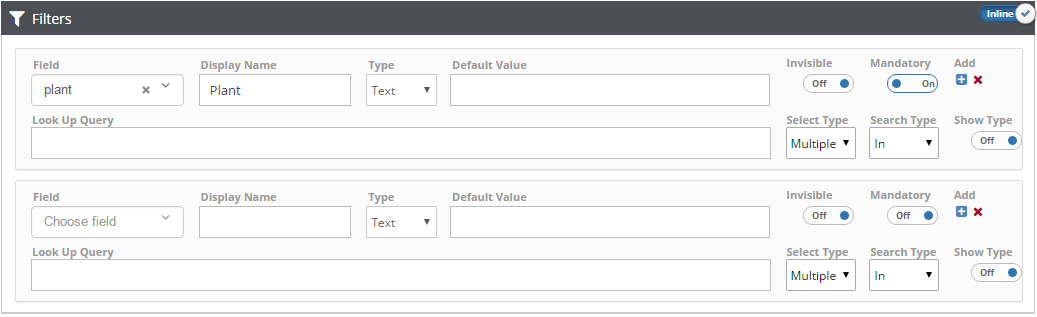 Filters Inline
Field Display Name Type Default Value Invisible Mandatory Add
plant Plant Text Off On
Look Up Query Select Type Search Type Show Type
Multiple In Off
Field Display Name Type Default Value Invisible Mandatory Add
Choose field Text Off Off
Look Up Query Select Type Search Type Show Type
Multiple In Off